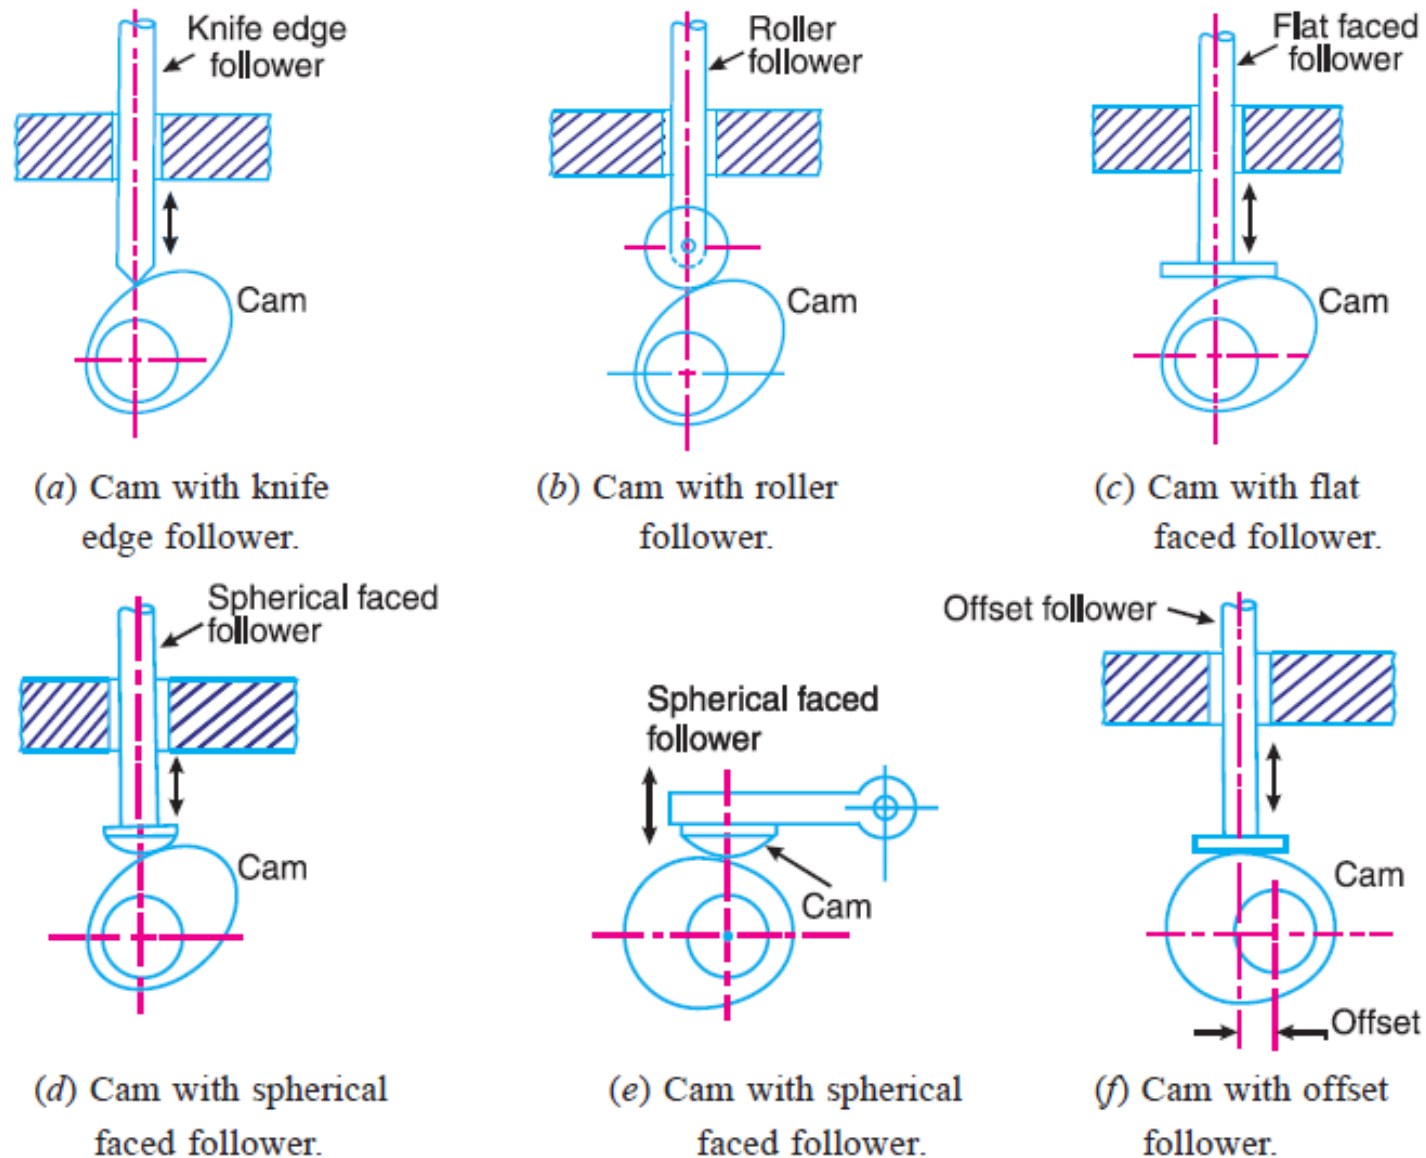 Knife edge
follower
Cam
(a) Cam with knife
edge follower.
Roller
follower
Cam
(b) Cam with roller
follower.
Flat faced
follower
Cam
(c) Cam with flat
faced follower.
Spherical faced
follower
Cam
(d) Cam with spherical
faced follower.
Spherical faced
follower
Cam
(e) Cam with spherical
faced follower.
Offset follower
Cam
Offset
(f) Cam with offset
follower.